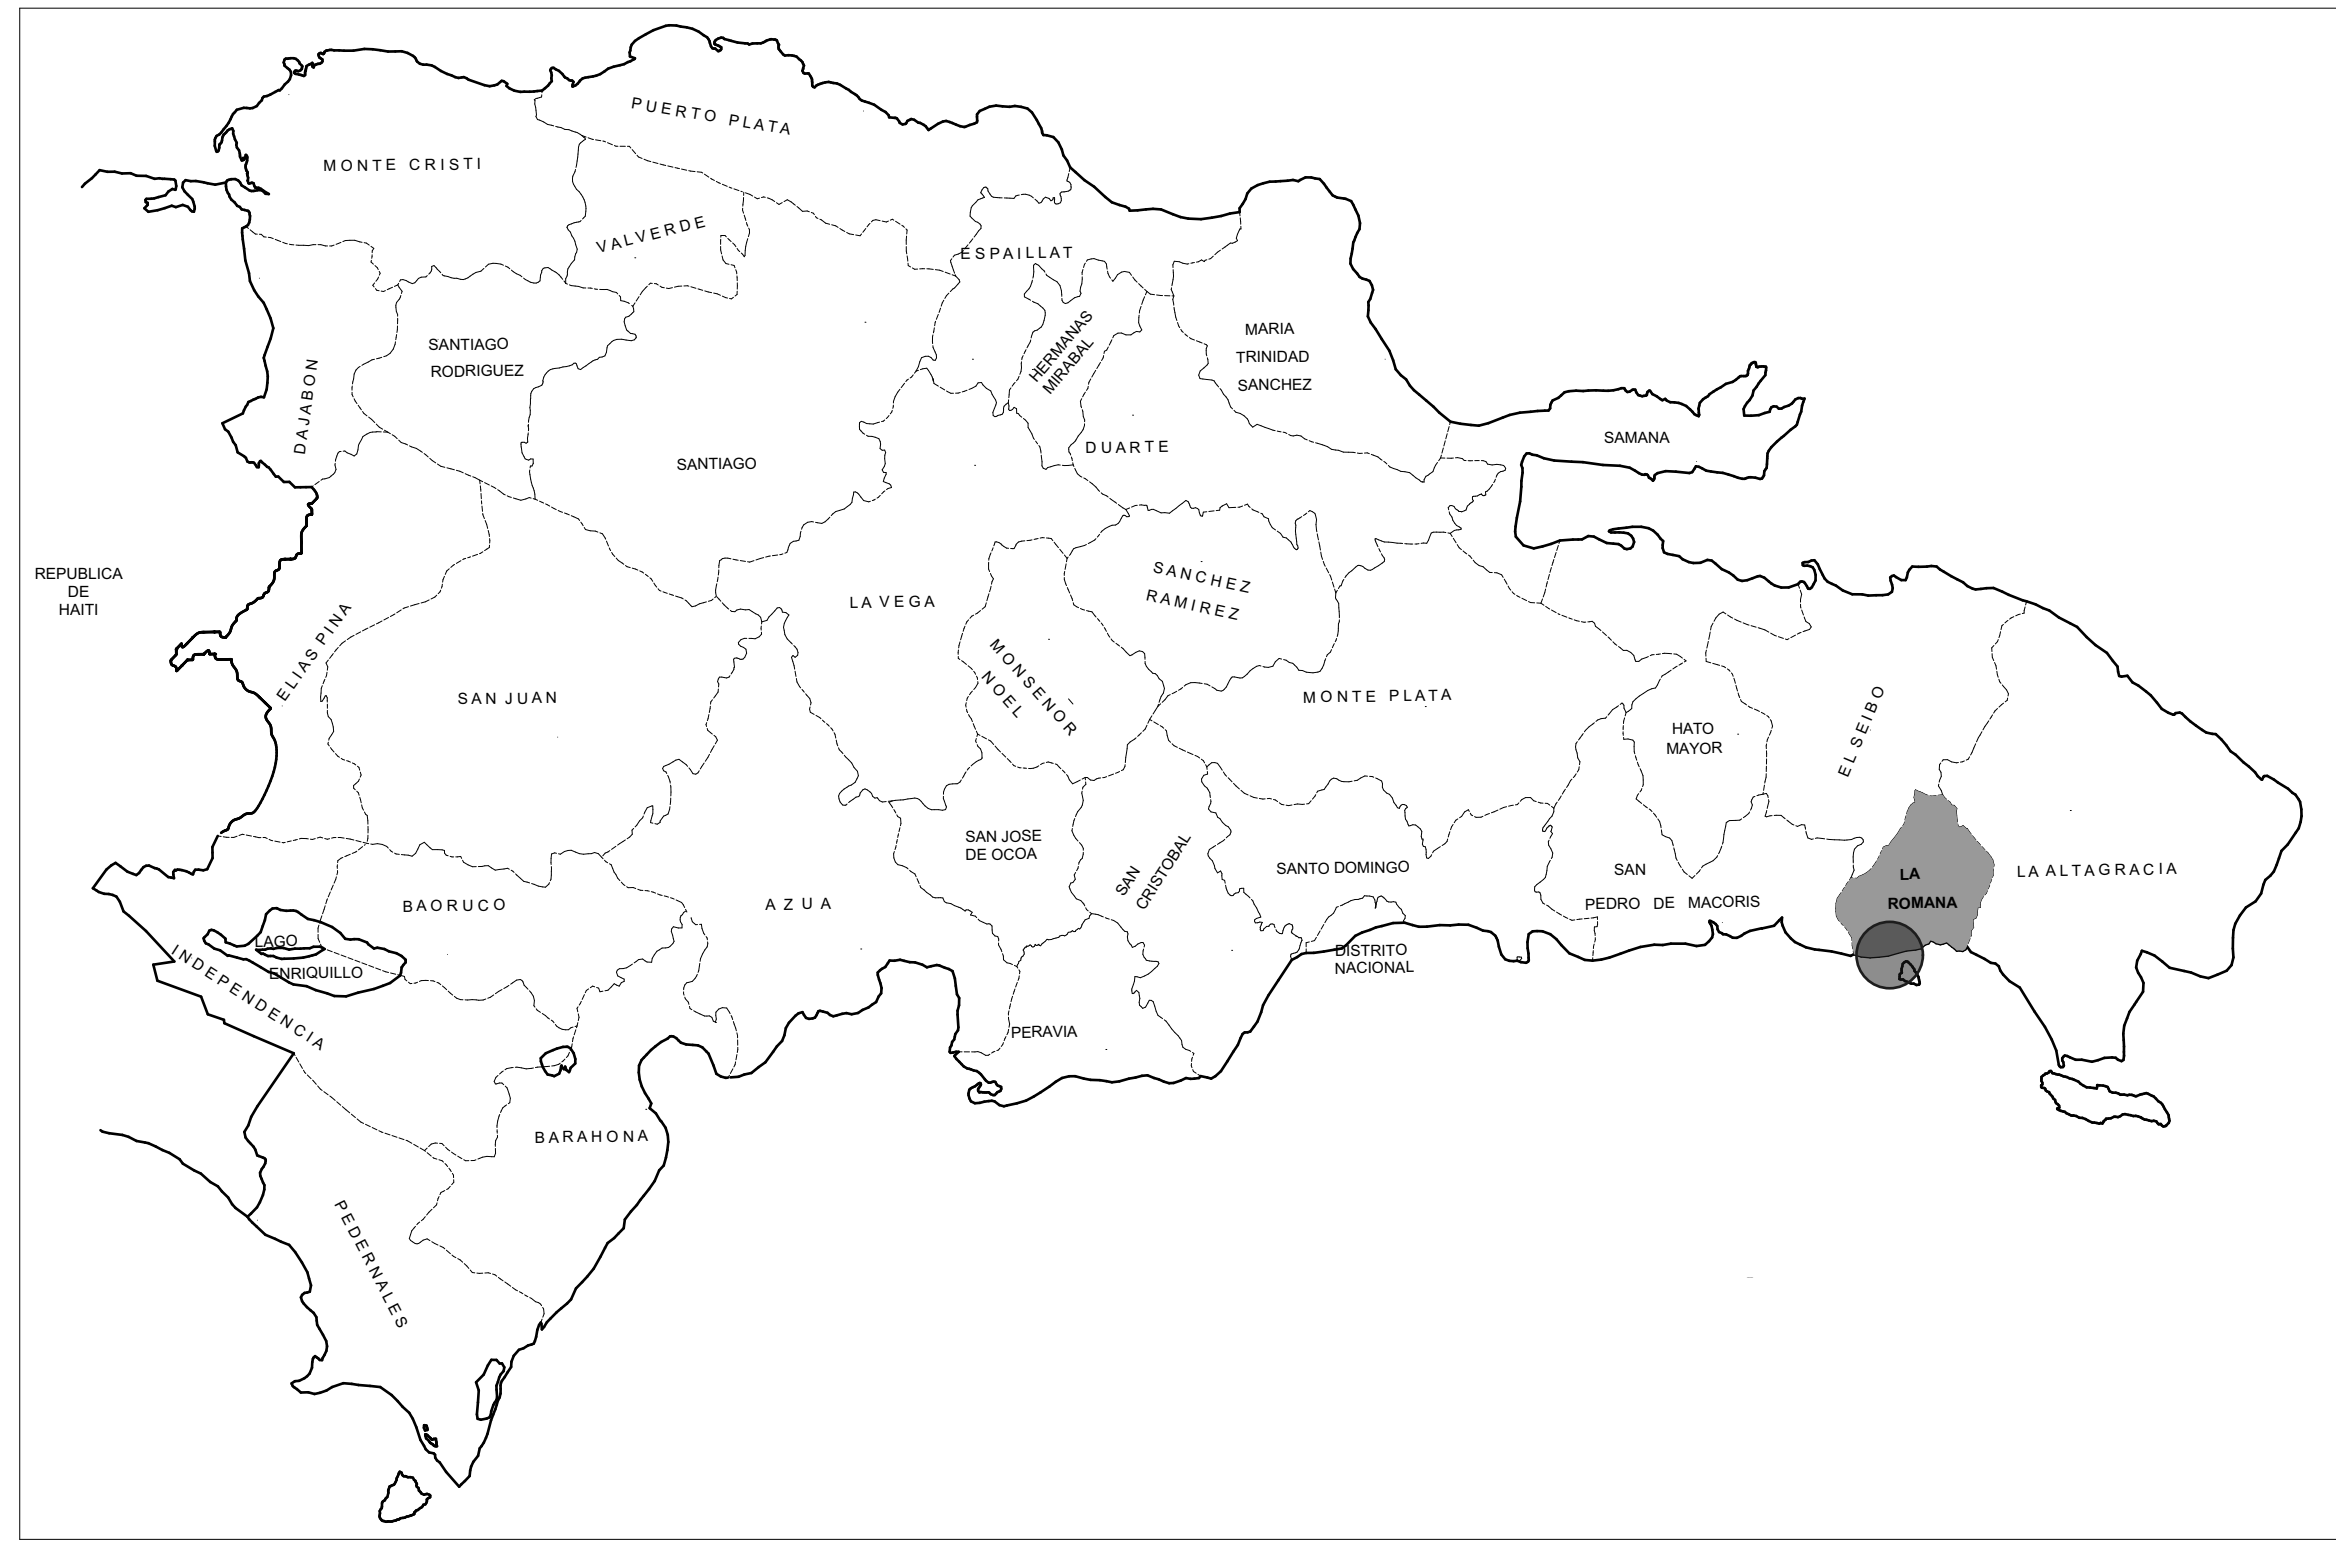 PUERTO PLATA
MONTE CRISTI
VALVERDE
ESPAILLAT
HERMANAS
MIRABAL
MARIA
TRINIDAD
SANCHEZ
SANTIAGO
RODRIGUEZ
DAJABON
SANTIAGO
DUARTE
SAMANA
REPUBLICA
DE
HAITI
ELIAS PINA
SAN JUAN
LA VEGA
MONSENOR
NOEL
SANCHEZ
RAMIREZ
MONTE PLATA
HATO
MAYOR
EL SEIBO
SAN JOSE
DE OCOA
SAN
CRISTOBAL
SANTO DOMINGO
SAN
PEDRO DE MACORIS
LA
ROMANA
LA ALTAGRACIA
BAORUCO
AZUA
LAGO
ENRIQUILLO
INDEPENDENCIA
DISTRITO
NACIONAL
PERAVIA
BARAHONA
PEDERNALES